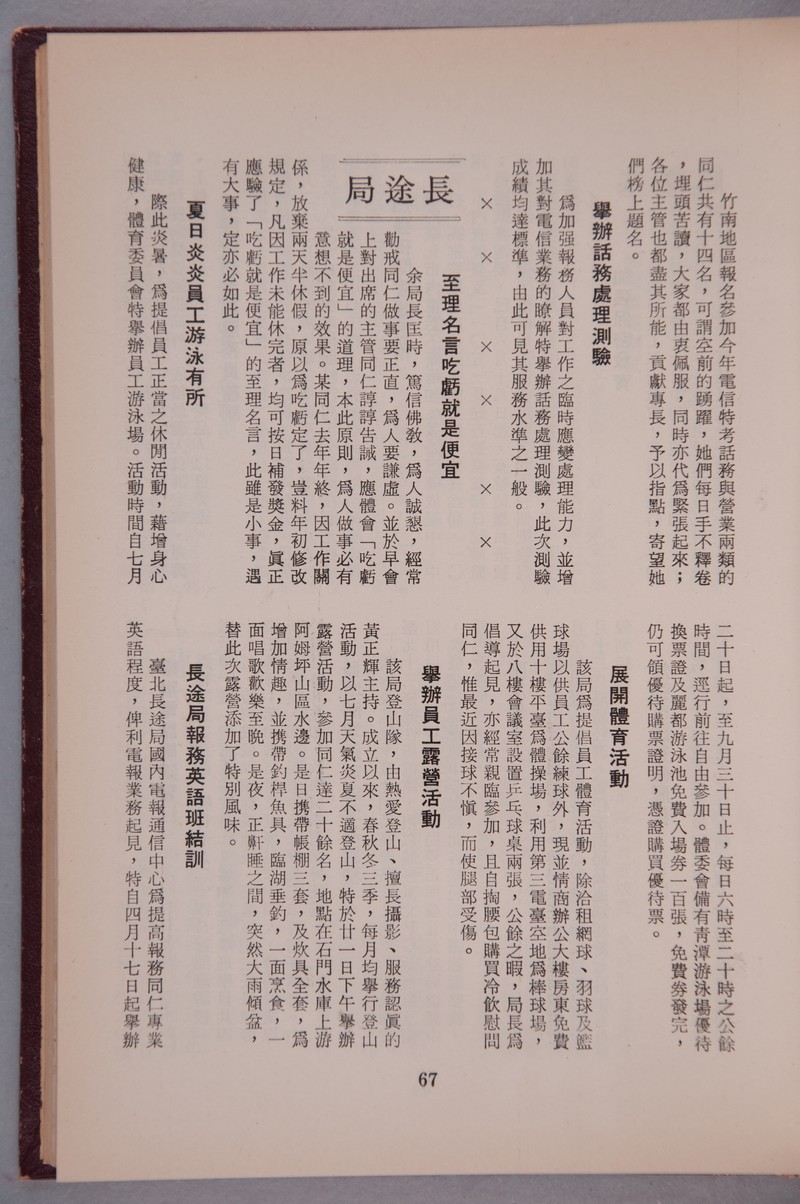 竹南地區報名參加今年電信特考話務與營業兩類的
同仁共有十四名，可謂空前的踴躍，她們每日手不釋卷
，埋頭苦讀，大家都由衷佩服，同時亦代爲緊張起來；
各位主管也都盡其所能，貢獻專長，予以指點，寄望她
們榜上題名。
舉辦話務處理測驗
爲加强報務人員對工作之臨時應變處理能力，並增
加其對電信業務的瞭解特舉辦話務處理測驗，此次測驗
成績均達標準，由此可見其服務水準之一般。
× × × × × ×
長途局
至理名言吃虧就是便宜
余局長匡時，篤信佛敎，爲人誠懇，經常
勸戒同仁做事要正直，爲人要謙虛。並於早會
上對出席的主管同仁諄諄告誡，應體會「吃虧
就是便宜」的道理，本此原則，爲人做事必有
意想不到的效果。某同仁去年年終，因工作關
係，放棄兩天半休假，原以爲吃虧定了，豈料年初修改
規定，凡因工作未能休完者，均可按日補發獎金，眞正
應驗了「吃虧就是便宜」的至理名言，此雖是小事，遇
有大事，定亦必如此。
夏日炎炎員工游泳有所
際此炎暑，爲提倡員工正當之休閒活動，藉增身心
健康，體育委員會特舉辦員工游泳場。活動時間自七月
二十日起，至九月三十日止，每日六時至二十時之公餘
時間，逕行前往自由參加。體委會備有靑潭游泳場優待
換票證及麗都游泳池免費入場券一百張，免費券發完，
仍可領優待購票證明，憑證購買優待票。
展開體育活動
該局爲提倡員工體育活動，除洽租網球、羽球及籃
球場以供員工公餘練球外，現並情商辦公大樓房東免費
供用十樓平臺爲體操場，利用第三電臺空地爲棒球場，
又於八樓會議室設置乒乓球桌兩張，公餘之暇，局長爲
倡導起見，亦經常親臨參加，且自掏腰包購買冷飮慰問
同仁，惟最近因接球不愼，而使腿部受傷。
舉辦員工露營活動
該局登山隊，由熱愛登山、擅長攝影、服務認眞的
黃正輝主持。成立以來，春秋冬三季，每月均舉行登山
活動，以七月天氣炎夏不適登山，特於廿一日下午舉辦
露營活動，參加同仁達二十餘名，地點在石門水庫上游
阿姆坪山區水邊。是日携帶帳棚三套，及炊具全套，爲
增加情趣，並携帶釣桿魚具，臨湖垂釣，一面烹食，一
面唱歌歡樂至晚。是夜，正鼾睡之間，突然大雨傾盆，
替此次露營添加了特別風味。
長途局報務英語班結訓
臺北長途局國內電報通信中心爲提高報務同仁專業
英語程度，俾利電報業務起見，特自四月十七日起舉辦
67